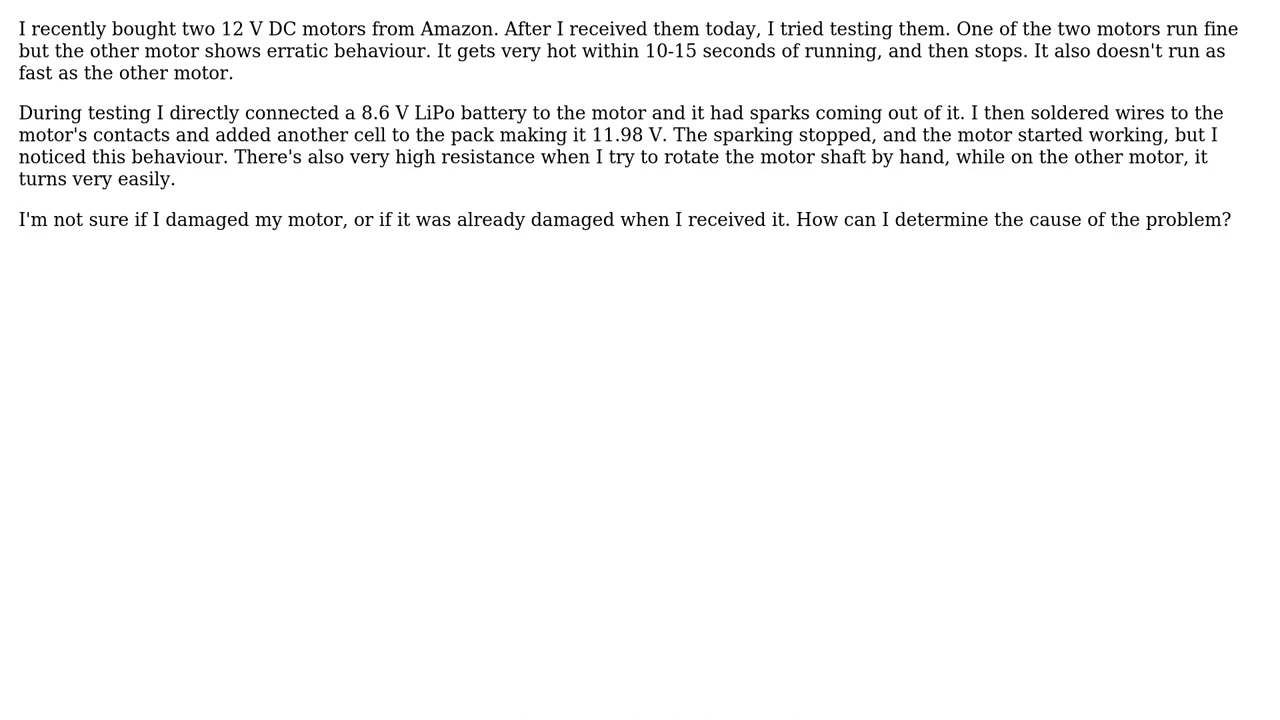 I recently bought two 12 V DC motors from Amazon. After I received them today, I tried testing them. One of the two motors run fine
but the other motor shows erratic behaviour. It gets very hot within 10-15 seconds of running, and then stops. It also doesn't run as
fast as the other motor.
During testing I directly connected a 8.6 V LiPo battery to the motor and it had sparks coming out of it. I then soldered wires to the
motor's contacts and added another cell to the pack making it 11.98 V. The sparking stopped, and the motor started working, but I
noticed this behaviour. There's also very high resistance when I try to rotate the motor shaft by hand, while on the other motor, it
turns very easily.
I'm not sure if I damaged my motor, or if it was already damaged when I received it. How can I determine the cause of the problem?